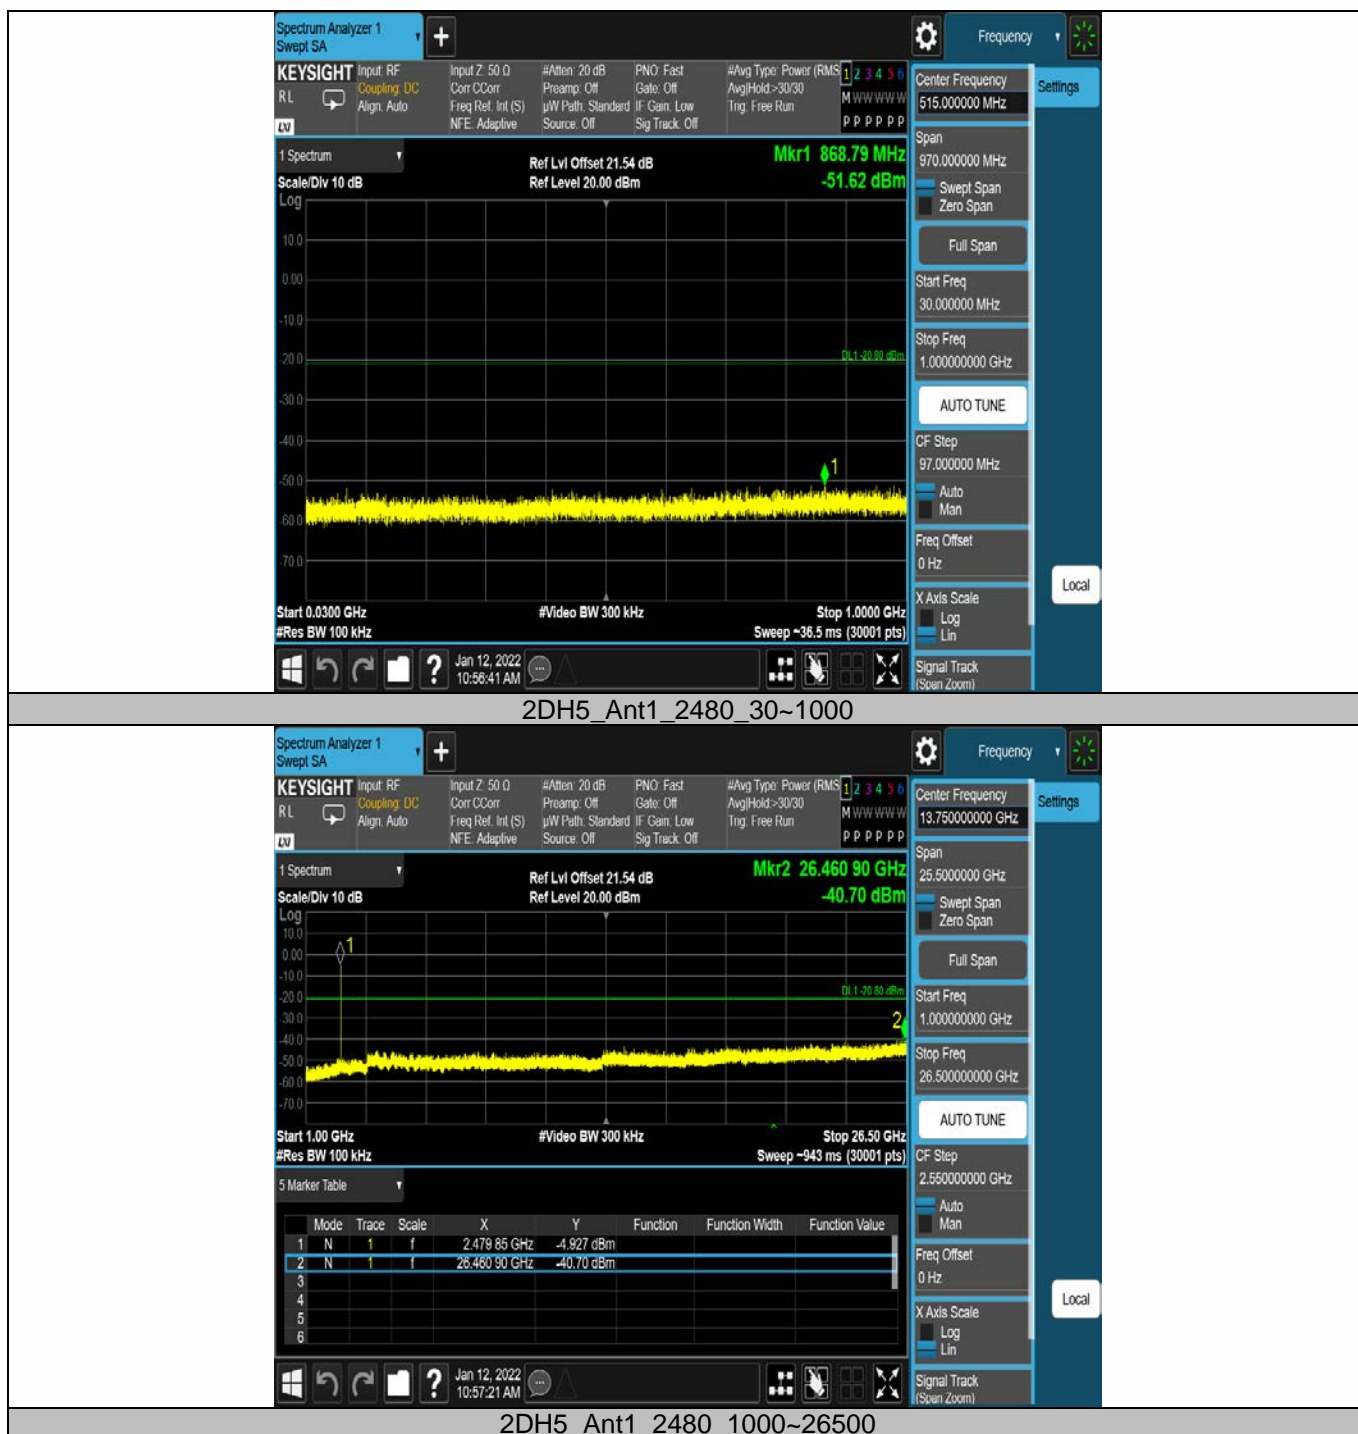 Spectrum Analyzer 1
Swept SA
+
Frequency
KEYSIGHT
RL
LXI
Input: RF
Coupling: DC
Align: Auto
Input Z: 50 Ω
Corr CCorr
Freq Ref: Int (S)
NFE: Adaptive
#Atten: 20 dB
Preamp: Off
µW Path: Standard
Source: Off
PNO: Fast
Gate: Off
IF Gain: Low
Sig Track: Off
#Avg Type: Power (RMS
Avg|Hold:>30/30
Trig: Free Run
1 2 3 4 5 6
M W W W W W
P P P P P P
1 Spectrum
Scale/Div 10 dB
Ref Lvl Offset 21.54 dB
Ref Level 20.00 dBm
Mkr1 868.79 MHz
-51.62 dBm
Log
10.0
0.00
-10.0
-20.0
-30.0
-40.0
-50.0
-60.0
-70.0
DL1 -20.80 dBm
1
Start 0.0300 GHz
#Res BW 100 kHz
#Video BW 300 kHz
Stop 1.0000 GHz
Sweep ~36.5 ms (30001 pts)
?
Jan 12, 2022
10:56:41 AM
Center Frequency
515.000000 MHz
Settings
Span
970.000000 MHz
Swept Span
Zero Span
Full Span
Start Freq
30.000000 MHz
Stop Freq
1.000000000 GHz
AUTO TUNE
CF Step
97.000000 MHz
Auto
Man
Freq Offset
0 Hz
X Axis Scale
Log
Lin
Local
Signal Track
(Span Zoom)
2DH5_Ant1_2480_30~1000
Spectrum Analyzer 1
Swept SA
+
Frequency
KEYSIGHT
RL
LXI
Input: RF
Coupling: DC
Align: Auto
Input Z: 50 Ω
Corr CCorr
Freq Ref: Int (S)
NFE: Adaptive
#Atten: 20 dB
Preamp: Off
µW Path: Standard
Source: Off
PNO: Fast
Gate: Off
IF Gain: Low
Sig Track: Off
#Avg Type: Power (RMS
Avg|Hold:>30/30
Trig: Free Run
1 2 3 4 5 6
M W W W W W
P P P P P P
1 Spectrum
Scale/Div 10 dB
Ref Lvl Offset 21.54 dB
Ref Level 20.00 dBm
Mkr2 26.460 90 GHz
-40.70 dBm
Log
10.0
0.00
-10.0
-20.0
-30.0
-40.0
-50.0
-60.0
-70.0
1
DL1 -20.80 dBm
2
Start 1.00 GHz
#Res BW 100 kHz
#Video BW 300 kHz
Stop 26.50 GHz
Sweep ~943 ms (30001 pts)
5 Marker Table
Mode Trace Scale X Y Function Function Width Function Value
1 N 1 f 2.479 85 GHz -4.927 dBm
2 N 1 f 26.460 90 GHz -40.70 dBm
3
4
5
6
?
Jan 12, 2022
10:57:21 AM
Center Frequency
13.750000000 GHz
Settings
Span
25.5000000 GHz
Swept Span
Zero Span
Full Span
Start Freq
1.000000000 GHz
Stop Freq
26.500000000 GHz
AUTO TUNE
CF Step
2.550000000 GHz
Auto
Man
Freq Offset
0 Hz
X Axis Scale
Log
Lin
Local
Signal Track
(Span Zoom)
2DH5_Ant1_2480_1000~26500